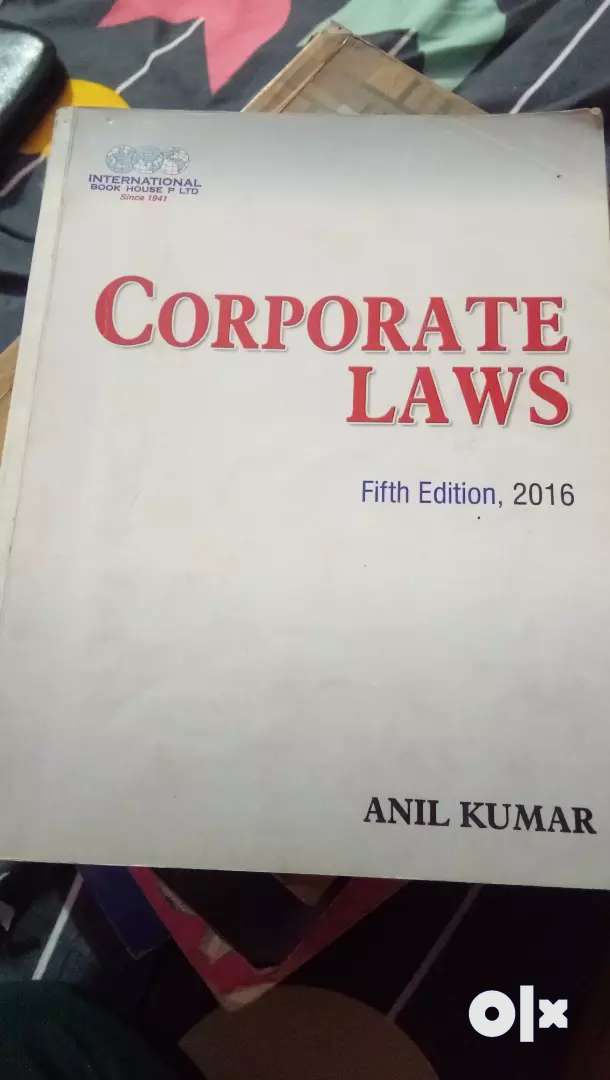 INTERNATIONAL
BOOK HOUSE P LTD
Since 1941
CORPORATE
LAWS
Fifth Edition, 2016
ANIL KUMAR
olx